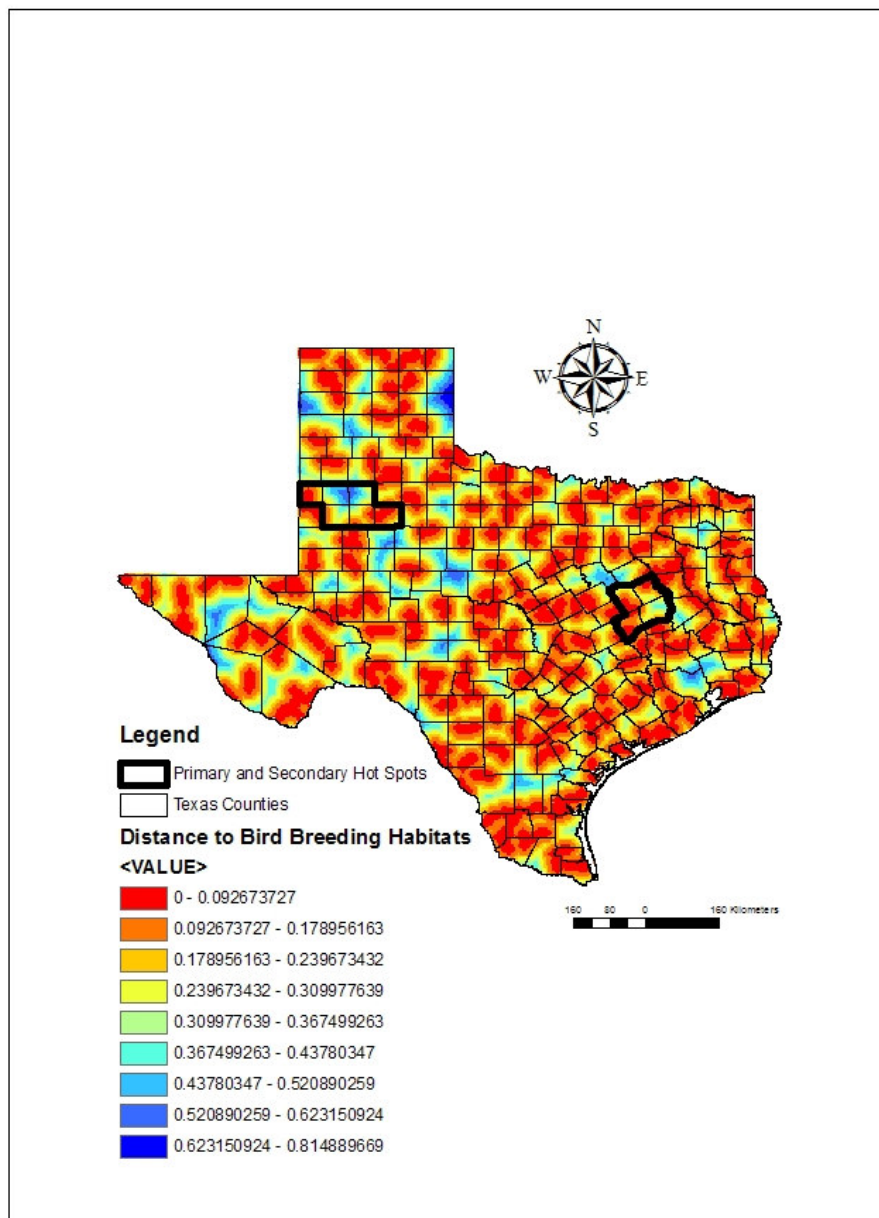 N
W E
S
Legend
Primary and Secondary Hot Spots
Texas Counties
Distance to Bird Breeding Habitats
<VALUE>
0 - 0.092673727
0.092673727 - 0.178956163
0.178956163 - 0.239673432
0.239673432 - 0.309977639
0.309977639 - 0.367499263
0.367499263 - 0.43780347
0.43780347 - 0.520890259
0.520890259 - 0.623150924
0.623150924 - 0.814889669
160 80 0 160 Kilometers